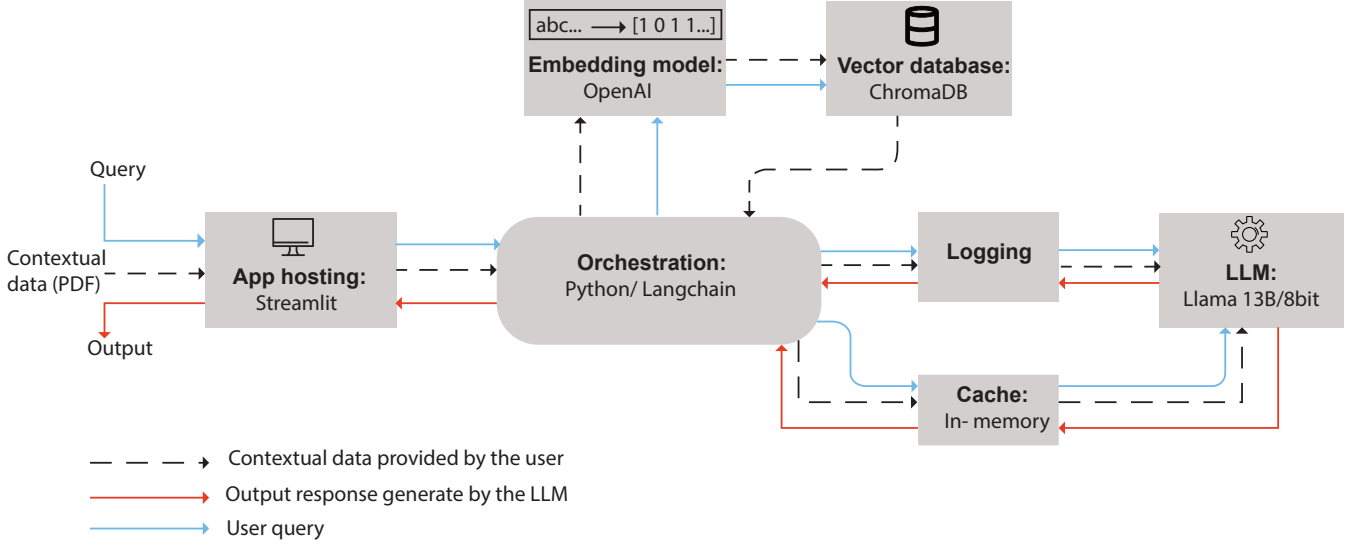 abc... ⟶ [1 0 1 1...]
Embedding model:
OpenAI
Vector database:
ChromaDB
Query
Contextual
data (PDF)
Output
App hosting:
Streamlit
Orchestration:
Python/ Langchain
Logging
LLM:
Llama 13B/8bit
Cache:
In- memory
Contextual data provided by the user
Output response generate by the LLM
User query